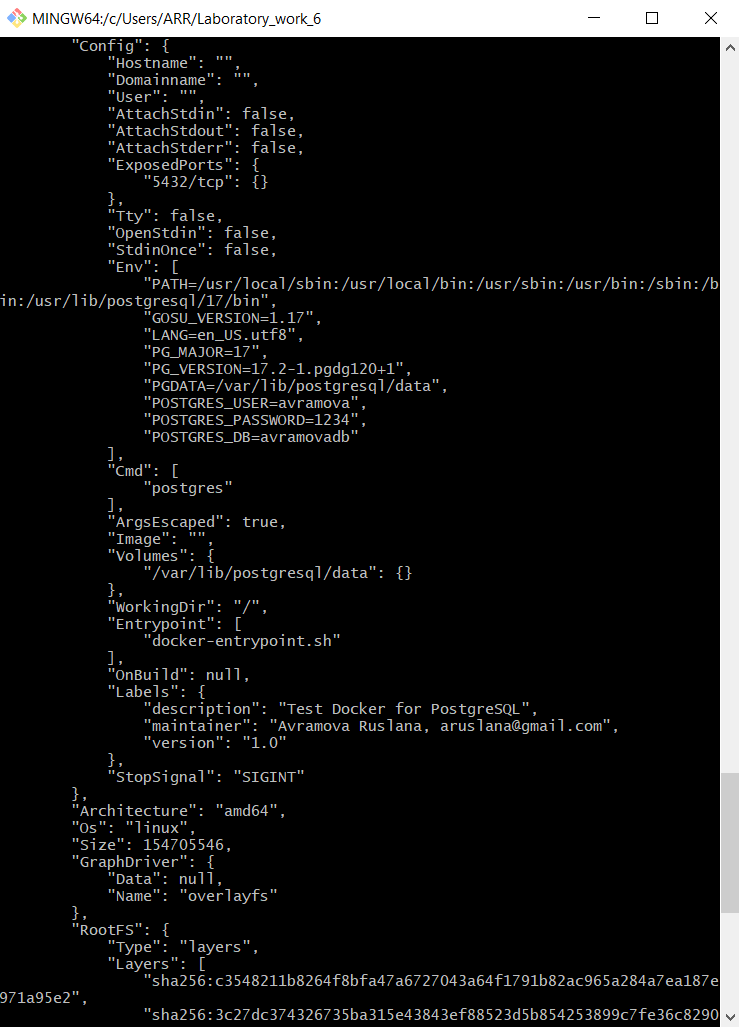 MINGW64:/c/Users/ARR/Laboratory_work_6
"Config": {
"Hostname": "",
"Domainname": "",
"User": "",
"AttachStdin": false,
"AttachStdout": false,
"AttachStderr": false,
"ExposedPorts": {
"5432/tcp": {}
},
"Tty": false,
"OpenStdin": false,
"StdinOnce": false,
"Env": [
"PATH=/usr/local/sbin:/usr/local/bin:/usr/sbin:/usr/bin:/sbin:/b
in:/usr/lib/postgresql/17/bin",
"GOSU_VERSION=1.17",
"LANG=en_US.utf8",
"PG_MAJOR=17",
"PG_VERSION=17.2-1.pgdg120+1",
"PGDATA=/var/lib/postgresql/data",
"POSTGRES_USER=avramova",
"POSTGRES_PASSWORD=1234",
"POSTGRES_DB=avramovadb"
],
"Cmd": [
"postgres"
],
"ArgsEscaped": true,
"Image": "",
"Volumes": {
"/var/lib/postgresql/data": {}
},
"WorkingDir": "/",
"Entrypoint": [
"docker-entrypoint.sh"
],
"OnBuild": null,
"Labels": {
"description": "Test Docker for PostgreSQL",
"maintainer": "Avramova Ruslana, aruslana@gmail.com",
"version": "1.0"
},
"StopSignal": "SIGINT"
},
"Architecture": "amd64",
"Os": "linux",
"Size": 154705546,
"GraphDriver": {
"Data": null,
"Name": "overlayfs"
},
"RootFS": {
"Type": "layers",
"Layers": [
"sha256:c3548211b8264f8bfa47a6727043a64f1791b82ac965a284a7ea187e
971a95e2",
"sha256:3c27dc374326735ba315e43843ef88523d5b854253899c7fe36c8290